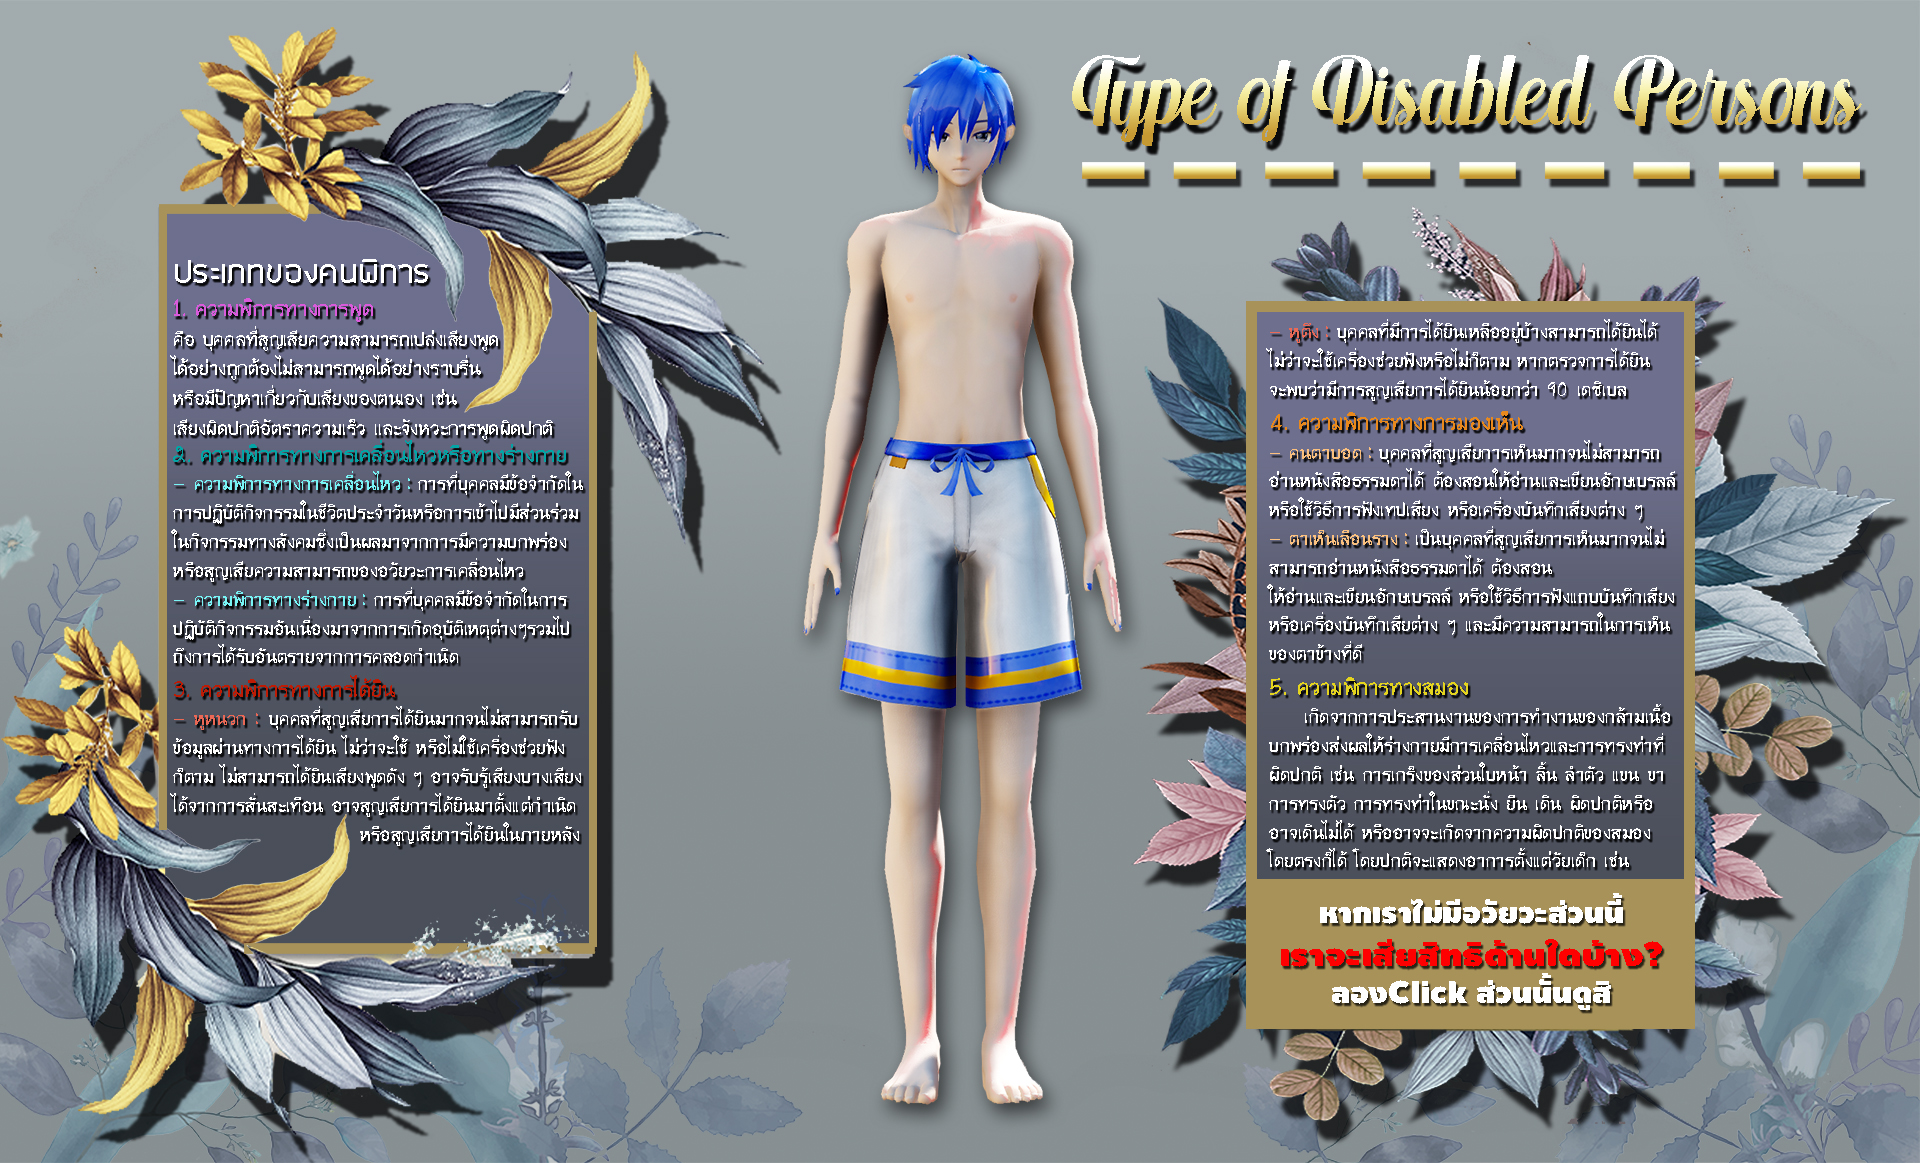 Type of Disabled Persons
ประเภทของคนพิการ
1. ความพิการทางการพูด
คือ บุคคลที่สูญเสียความสามารถเปล่งเสียงพูด
ได้อย่างถูกต้องไม่สามารถพูดได้อย่างราบรื่น
หรือมีปัญหาเกี่ยวกับเสียงของตนเอง เช่น
เสียงผิดปกติอัตราความเร็ว และจังหวะการพูดผิดปกติ
2. ความพิการทางการเคลื่อนไหวหรือทางร่างกาย
- ความพิการทางการเคลื่อนไหว : การที่บุคคลมีข้อจำกัดใน
การปฏิบัติกิจกรรมในชีวิตประจำวันหรือการเข้าไปมีส่วนร่วม
ในกิจกรรมทางสังคมซึ่งเป็นผลมาจากการมีความบกพร่อง
หรือสูญเสียความสามารถของอวัยวะการเคลื่อนไหว
- ความพิการทางร่างกาย : การที่บุคคลมีข้อจำกัดในการ
ปฏิบัติกิจกรรมอันเนื่องมาจากการเกิดอุบัติเหตุต่างๆรวมไป
ถึงการได้รับอันตรายจากการคลอดกำเนิด
3. ความพิการทางการได้ยิน
- หูหนวก : บุคคลที่สูญเสียการได้ยินมากจนไม่สามารถรับ
ข้อมูลผ่านทางการได้ยิน ไม่ว่าจะใช้ หรือไม่ใช้เครื่องช่วยฟัง
ก็ตาม ไม่สามารถได้ยินเสียงพูดดัง ๆ อาจรับรู้เสียงบางเสียง
ได้จากการสั่นสะเทือน อาจสูญเสียการได้ยินมาตั้งแต่กำเนิด
หรือสูญเสียการได้ยินในภายหลัง
- หูตึง : บุคคลที่มีการได้ยินเหลืออยู่บ้างสามารถได้ยินได้
ไม่ว่าจะใช้เครื่องช่วยฟังหรือไม่ก็ตาม หากตรวจการได้ยิน
จะพบว่ามีการสูญเสียการได้ยินน้อยกว่า 90 เดซิเบล
4. ความพิการทางการมองเห็น
- คนตาบอด : บุคคลที่สูญเสียการเห็นมากจนไม่สามารถ
อ่านหนังสือธรรมดาได้ ต้องสอนให้อ่านและเขียนอักษเบรลล์
หรือใช้วิธีการฟังเทปเสียง หรือเครื่องบันทึกเสียงต่าง ๆ
- ตาเห็นเลือนราง : เป็นบุคคลที่สูญเสียการเห็นมากจนไม่
สามารถอ่านหนังสือธรรมดาได้ ต้องสอน
ให้อ่านและเขียนอักษเบรลล์ หรือใช้วิธีการฟังแถบบันทึกเสียง
หรือเครื่องบันทึกเสียต่าง ๆ และมีความสามารถในการเห็น
ของตาข้างที่ดี
5. ความพิการทางสมอง
เกิดจากการประสานงานของการทำงานของกล้ามเนื้อ
บกพร่องส่งผลให้ร่างกายมีการเคลื่อนไหวและการทรงท่าที่
ผิดปกติ เช่น การเกร็งของส่วนใบหน้า ลิ้น ลำตัว แขน ขา
การทรงตัว การทรงท่าในขณะนั่ง ยืน เดิน ผิดปกติหรือ
อาจเดินไม่ได้ หรืออาจจะเกิดจากความผิดปกติของสมอง
โดยตรงก็ได้ โดยปกติจะแสดงอาการตั้งแต่วัยเด็ก เช่น
หากเราไม่มีอวัยวะส่วนนี้
เราจะเสียสิทธิด้านใดบ้าง?
ลองClick ส่วนนั้นดูสิ